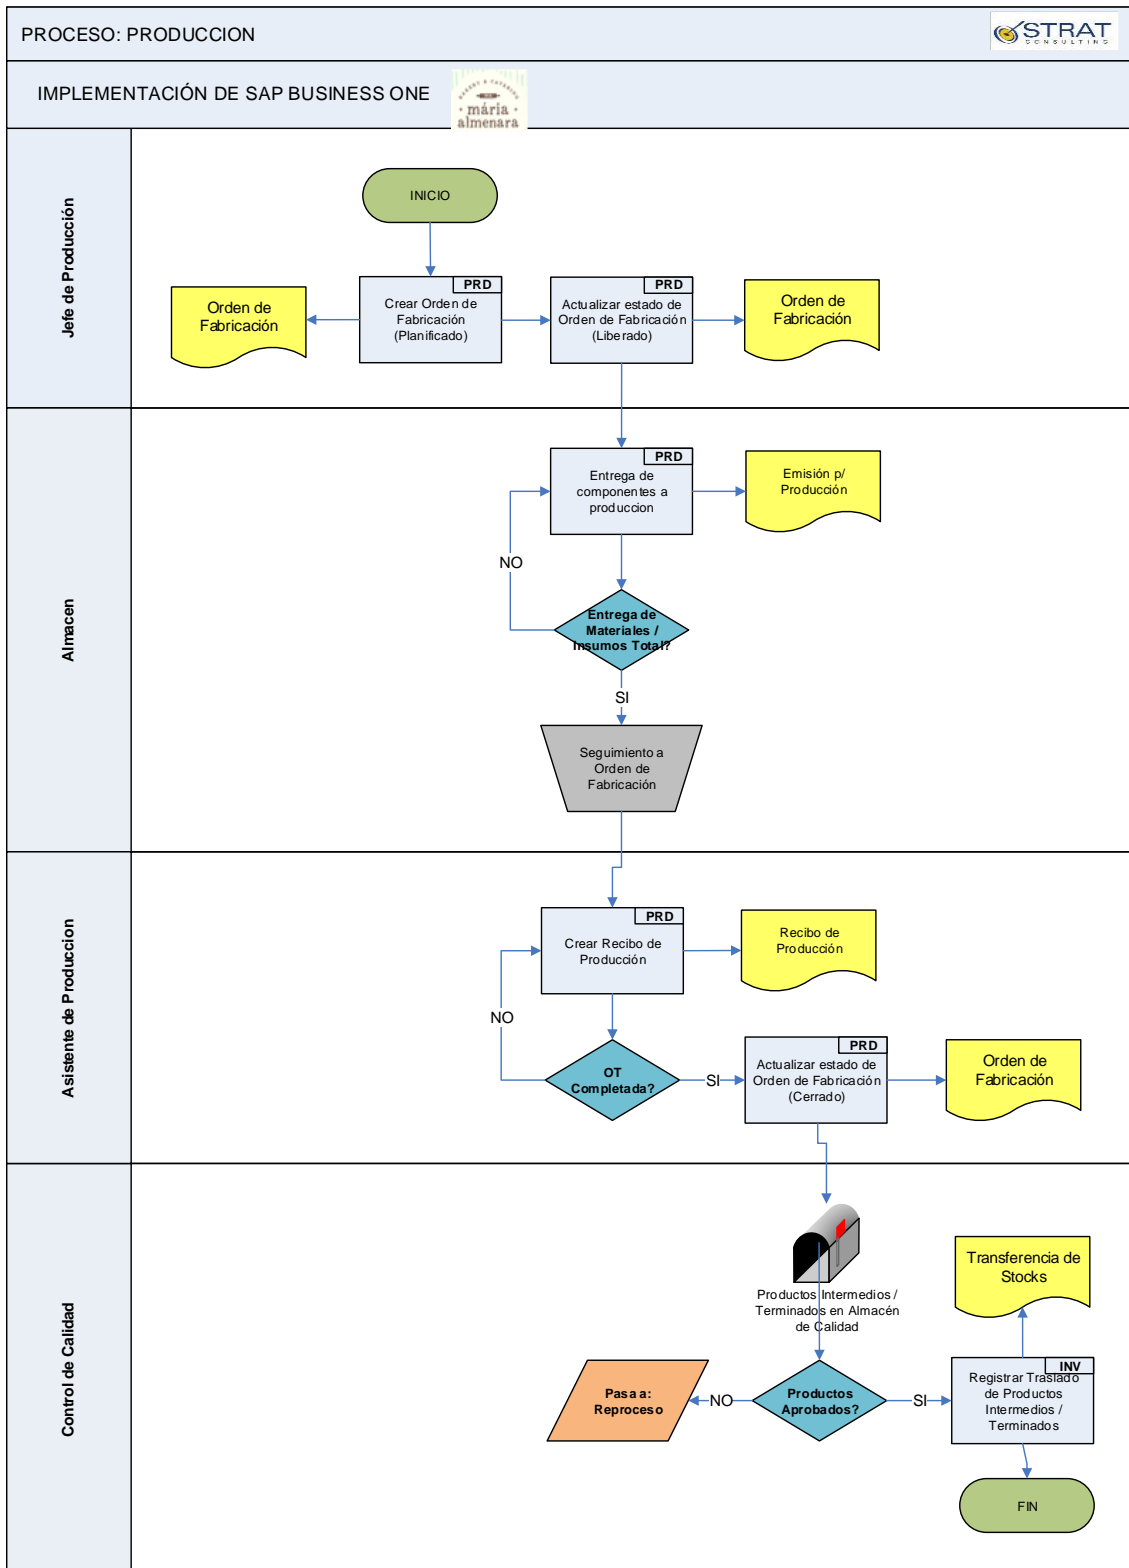 PROCESO: PRODUCCION
STRAT
CONSULTING
IMPLEMENTACIÓN DE SAP BUSINESS ONE
mária
almenara
Jefe de Producción
INICIO
PRD
Crear Orden de
Fabricación
(Planificado)
Orden de
Fabricación
PRD
Actualizar estado de
Orden de Fabricación
(Liberado)
Orden de
Fabricación
Almacen
PRD
Entrega de
componentes a
produccion
Emisión p/
Producción
NO
Entrega de
Materiales /
Insumos Total?
SI
Seguimiento a
Orden de
Fabricación
Asistente de Produccion
PRD
Crear Recibo de
Producción
Recibo de
Producción
NO
OT
Completada?
SI
PRD
Actualizar estado de
Orden de Fabricación
(Cerrado)
Orden de
Fabricación
Control de Calidad
Productos Intermedios /
Terminados en Almacén
de Calidad
Transferencia de
Stocks
Pasa a:
Reproceso
NO
Productos
Aprobados?
SI
INV
Registrar Traslado
de Productos
Intermedios /
Terminados
FIN